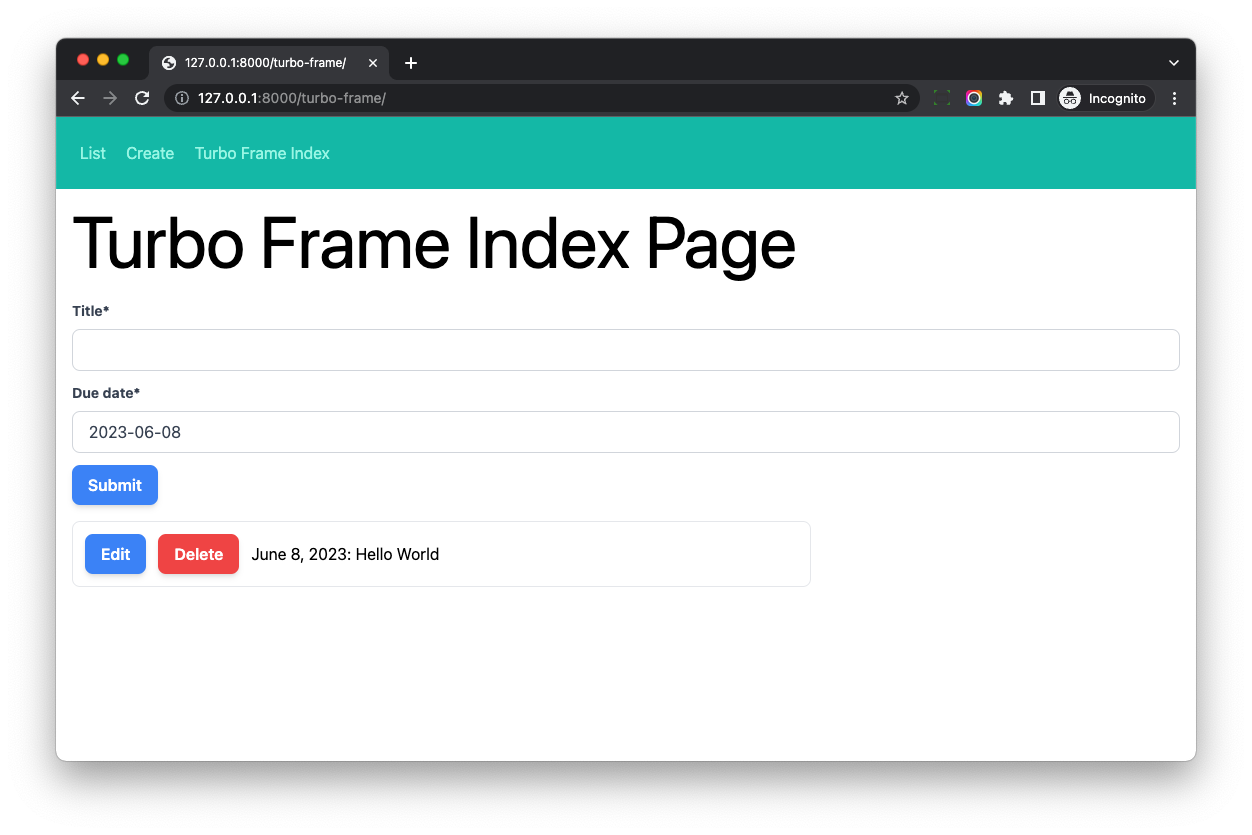 127.0.0.1:8000/turbo-frame/
127.0.0.1:8000/turbo-frame/ Incognito
List Create Turbo Frame Index
Turbo Frame Index Page
Title*
Due date*
2023-06-08
Submit
Edit Delete June 8, 2023: Hello World